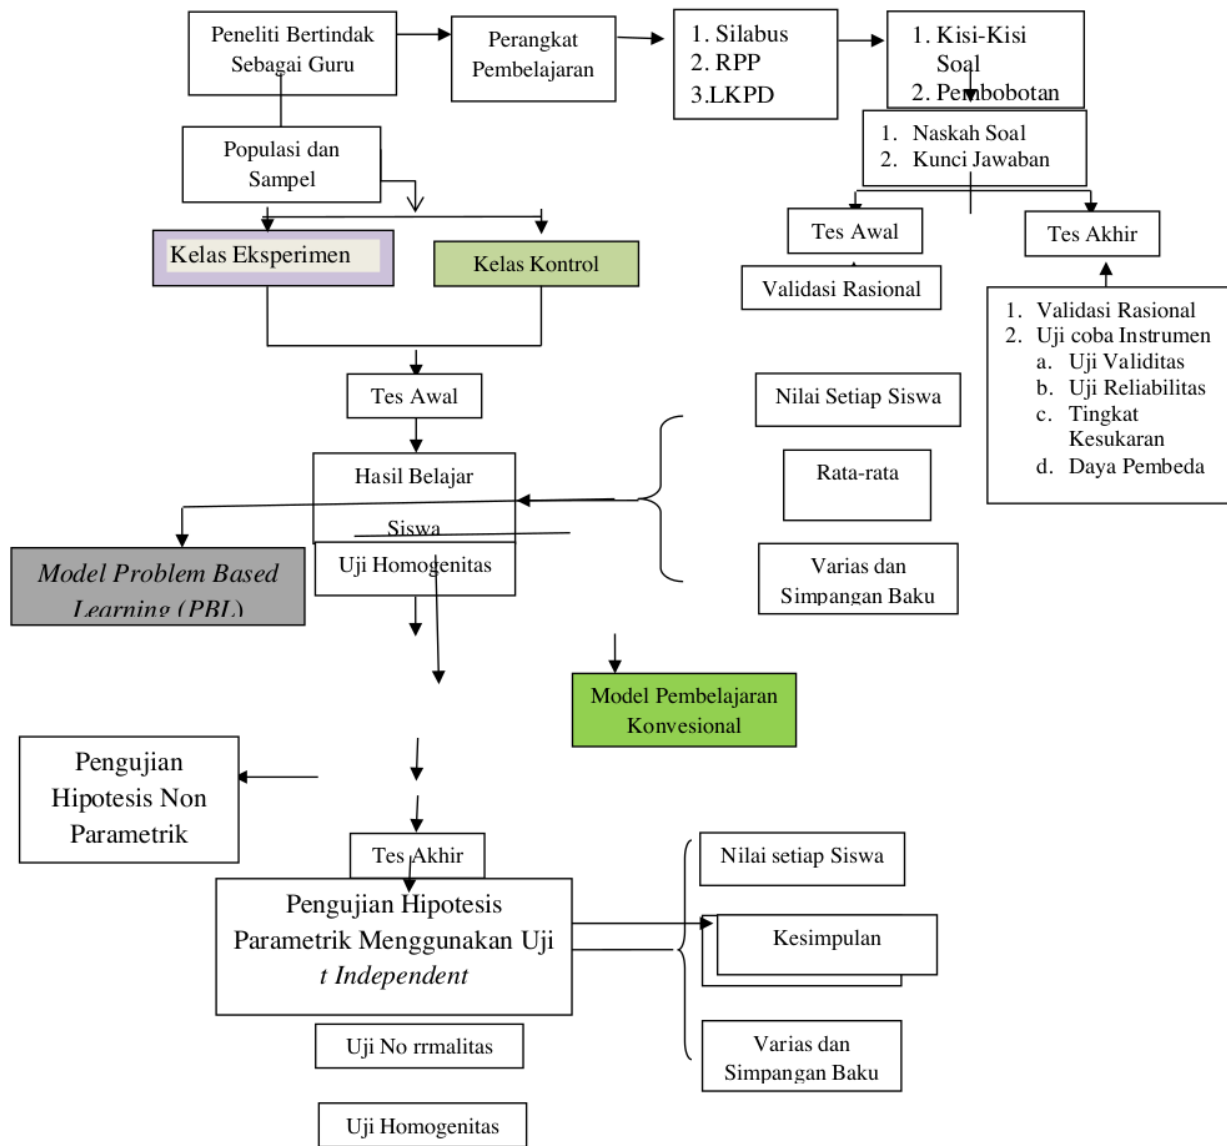 Peneliti Bertindak
Sebagai Guru
Perangkat
Pembelajaran
1. Silabus
2. RPP
3.LKPD
1. Kisi-Kisi
Soal
2. Pembobotan
1. Naskah Soal
2. Kunci Jawaban
Populasi dan
Sampel
Tes Awal
Tes Akhir
Kelas Eksperimen
Kelas Kontrol
Validasi Rasional
1. Validasi Rasional
2. Uji coba Instrumen
a. Uji Validitas
b. Uji Reliabilitas
c. Tingkat
Kesukaran
d. Daya Pembeda
Tes Awal
Nilai Setiap Siswa
Hasil Belajar
Siswa
Rata-rata
Uji Homogenitas
Varias dan
Simpangan Baku
Model Problem Based
Learning (PBL)
Model Pembelajaran
Konvesional
Pengujian
Hipotesis Non
Parametrik
Tes Akhir
Nilai setiap Siswa
Pengujian Hipotesis
Parametrik Menggunakan Uji
t Independent
Kesimpulan
Uji No rrmalitas
Varias dan
Simpangan Baku
Uji Homogenitas